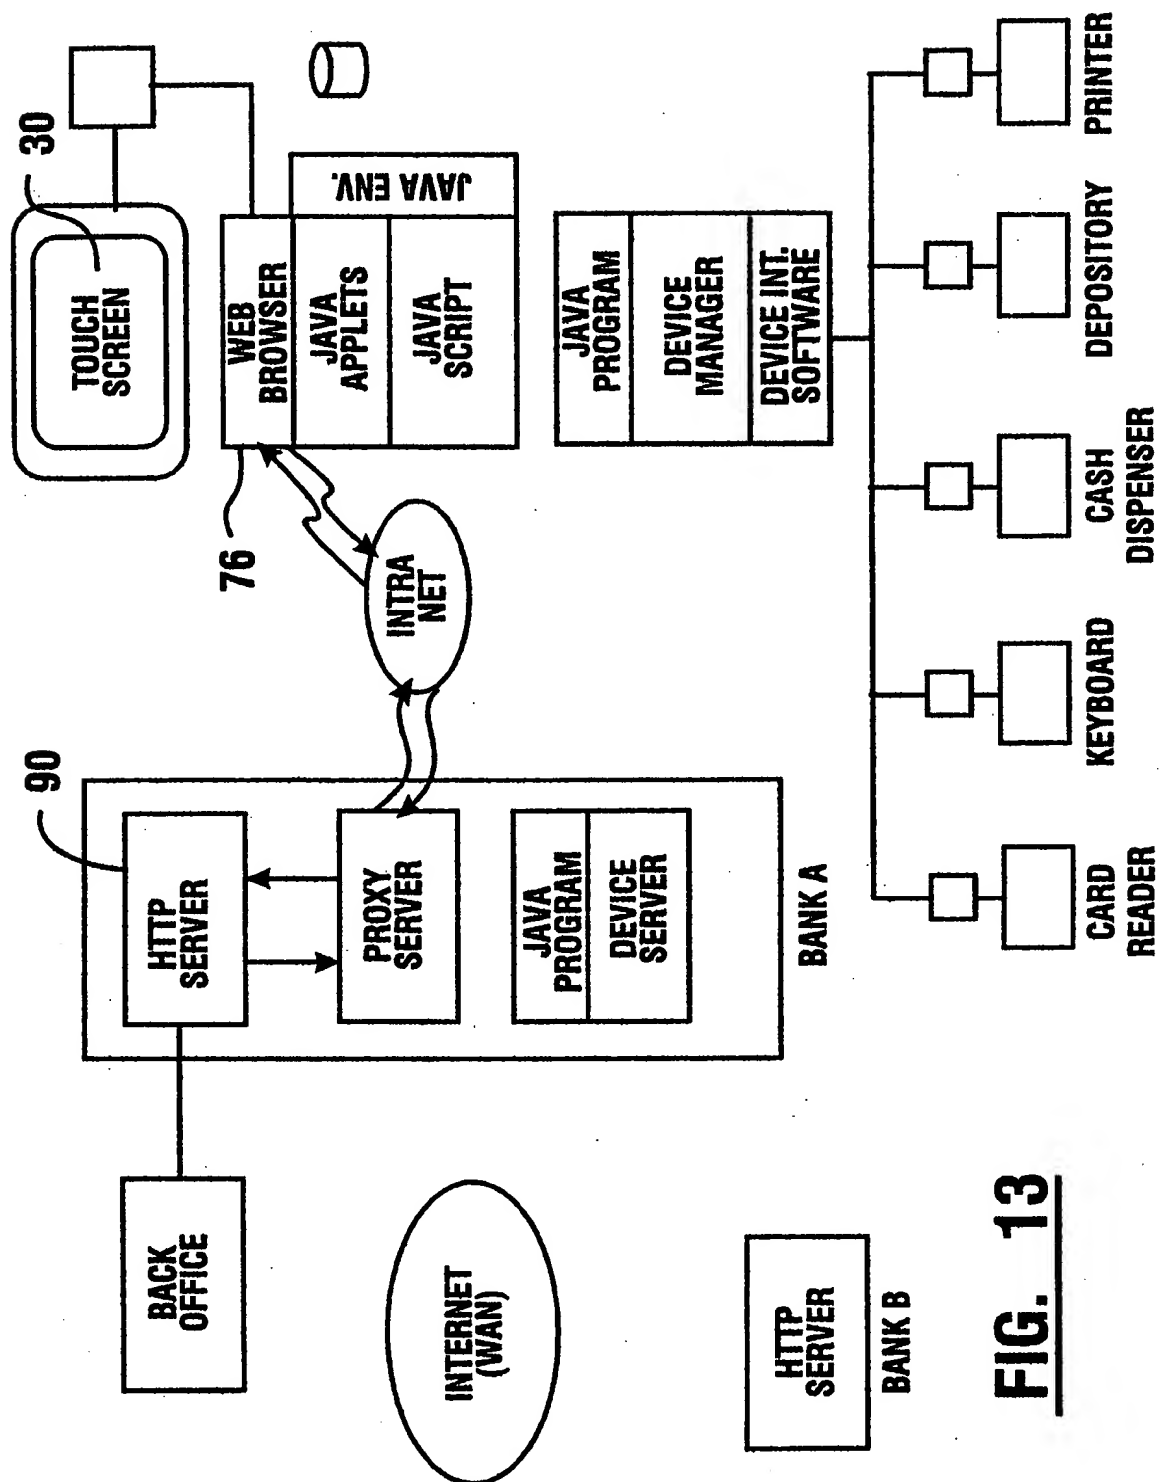 BACK
OFFICE
90
HTTP
SERVER
PROXY
SERVER
JAVA
PROGRAM
DEVICE
SERVER
BANK A
INTERNET
(WAN)
HTTP
SERVER
BANK B
INTRA
NET
30
TOUCH
SCREEN
76
WEB
BROWSER
JAVA
APPLETS
JAVA
SCRIPT
JAVA ENV.
JAVA
PROGRAM
DEVICE
MANAGER
DEVICE INT.
SOFTWARE
CARD
READER
KEYBOARD
CASH
DISPENSER
DEPOSITORY
PRINTER
FIG. 13